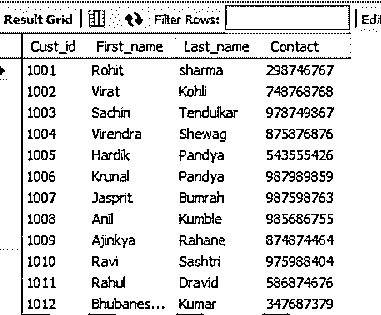 Result Grid Filter Rows: Edi
Cust_id First_name Last_name Contact
1001 Rohit sharma 298746767
1002 Virat Kohli 748768768
1003 Sachin Tendulkar 978749867
1004 Virendra Shewag 875876876
1005 Hardik Pandya 543555426
1006 Krunal Pandya 987989859
1007 Jasprit Bumrah 987598763
1008 Anil Kumble 985686755
1009 Ajinkya Rahane 874874464
1010 Ravi Sashtri 975988404
1011 Rahul Dravid 586874676
1012 Bhubanes... Kumar 347687379